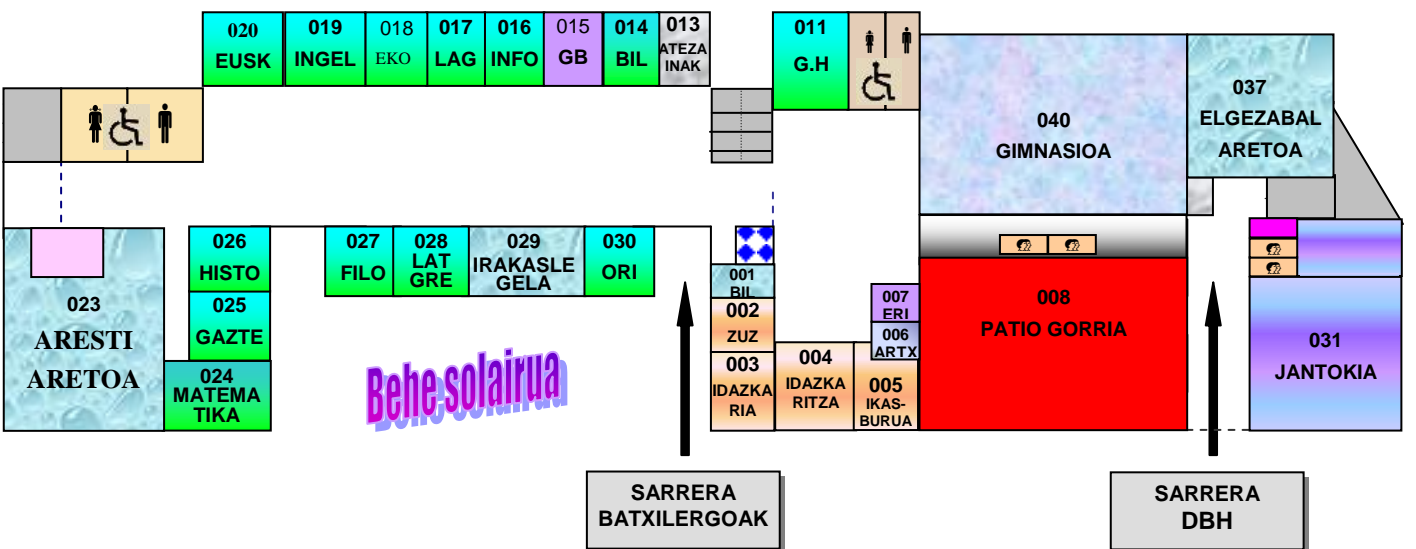 020
EUSK
019
INGEL
018
EKO
017
LAG
016
INFO
015
GB
014
BIL
013
ATEZA
INAK
011
G.H
040
GIMNASIOA
037
ELGEZABAL
ARETOA
023
ARESTI
ARETOA
026
HISTO
025
GAZTE
024
MATEMA
TIKA
027
FILO
028
LAT
GRE
029
IRAKASLE
GELA
030
ORI
Behe solairua
001
BIL
002
ZUZ
003
IDAZKA
RIA
004
IDAZKA
RITZA
007
ERI
006
ARTX
005
IKAS-
BURUA
008
PATIO GORRIA
031
JANTOKIA
SARRERA
BATXILERGOAK
SARRERA
DBH